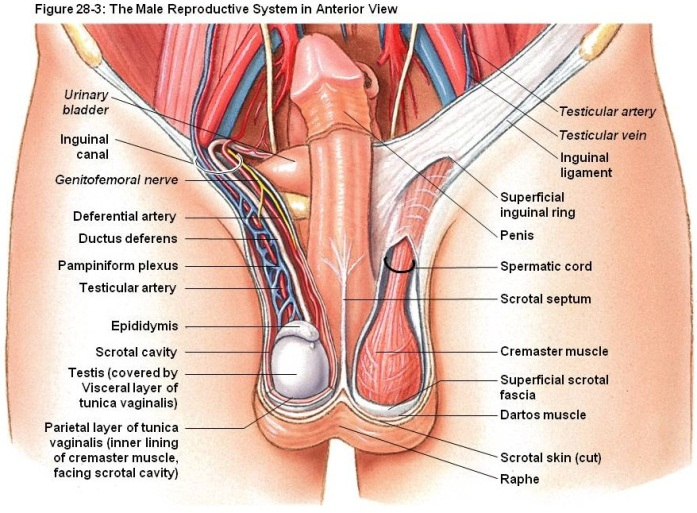 Figure 28-3: The Male Reproductive System in Anterior View
Urinary
bladder
Inguinal
canal
Genitofemoral nerve
Deferential artery
Ductus deferens
Pampiniform plexus
Testicular artery
Epididymis
Scrotal cavity
Testis (covered by
Visceral layer of
tunica vaginalis)
Parietal layer of tunica
vaginalis (inner lining
of cremaster muscle,
facing scrotal cavity)
Testicular artery
Testicular vein
Inguinal
ligament
Superficial
inguinal ring
Penis
Spermatic cord
Scrotal septum
Cremaster muscle
Superficial scrotal
fascia
Dartos muscle
Scrotal skin (cut)
Raphe